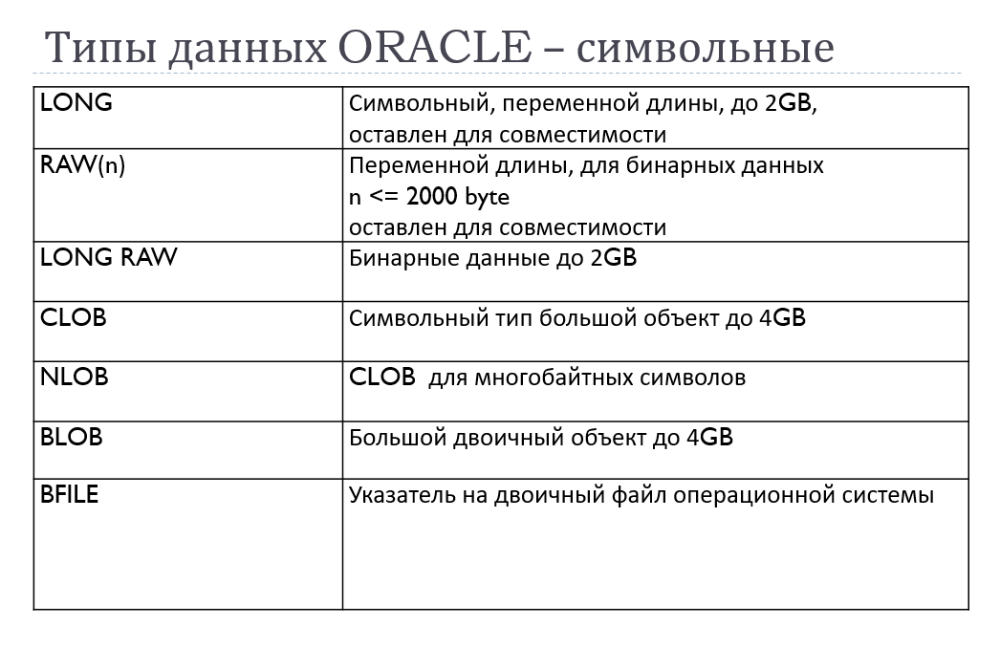 Типы данных ORACLE – символьные
LONG
Символьный, переменной длины, до 2GB,
оставлен для совместимости
RAW(n)
Переменной длины, для бинарных данных
n <= 2000 byte
оставлен для совместимости
LONG RAW
Бинарные данные до 2GB
CLOB
Символьный тип большой объект до 4GB
NLOB
CLOB для многобайтных символов
BLOB
Большой двоичный объект до 4GB
BFILE
Указатель на двоичный файл операционной системы